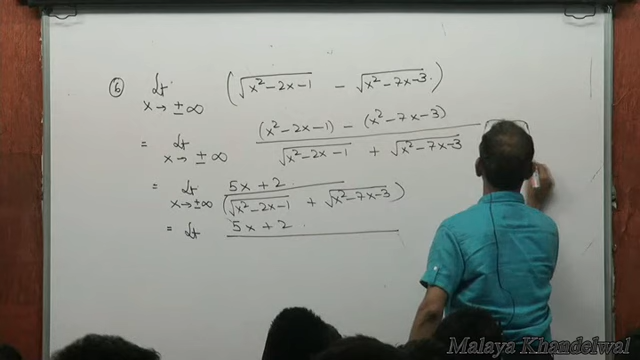 ⑥ lt (√x²-2x-1 - √x²-7x-3)
x→±∞
= lt (x²-2x-1) - (x²-7x-3)
x→±∞ √x²-2x-1 + √x²-7x-3
= lt 5x+2
x→±∞ (√x²-2x-1 + √x²-7x-3)
= lt 5x+2
Malaya Khandelwal